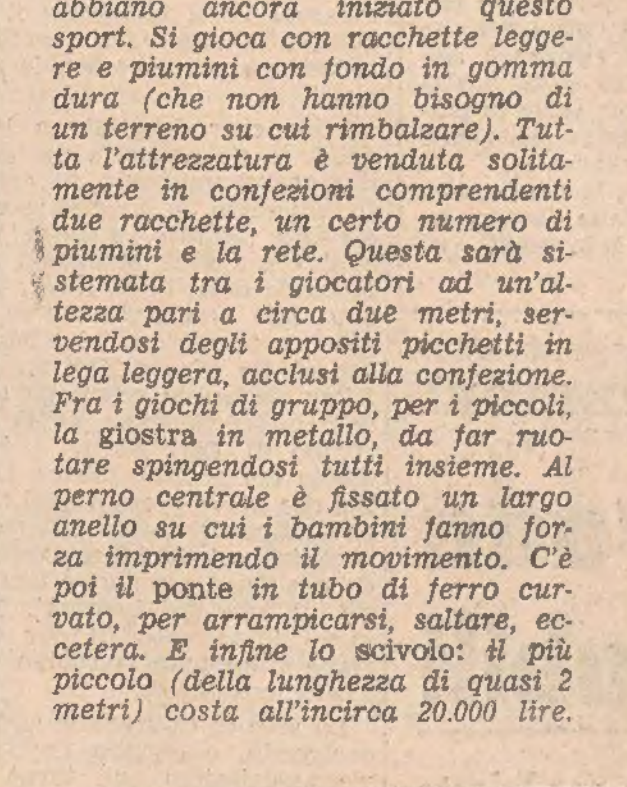 abbiano ancora iniziato questo
sport. Si gioca con racchette legge-
re e piumini con fondo in gomma
dura (che non hanno bisogno di
un terreno su cui rimbalzare). Tut-
ta l'attrezzatura è venduta solita-
mente in confezioni comprendenti
due racchette, un certo numero di
piumini e la rete. Questa sarà si-
stemata tra i giocatori ad un'al-
tezza pari a circa due metri, ser-
vendosi degli appositi picchetti in
lega leggera, acclusi alla confezione.
Fra i giochi di gruppo, per i piccoli,
la giostra in metallo, da far ruo-
tare spingendosi tutti insieme. Al
perno centrale è fissato un largo
anello su cui i bambini fanno for-
za imprimendo il movimento. C'è
poi il ponte in tubo di ferro cur-
vato, per arrampicarsi, saltare, ec-
cetera. E infine lo scivolo: il più
piccolo (della lunghezza di quasi 2
metri) costa all'incirca 20.000 lire.